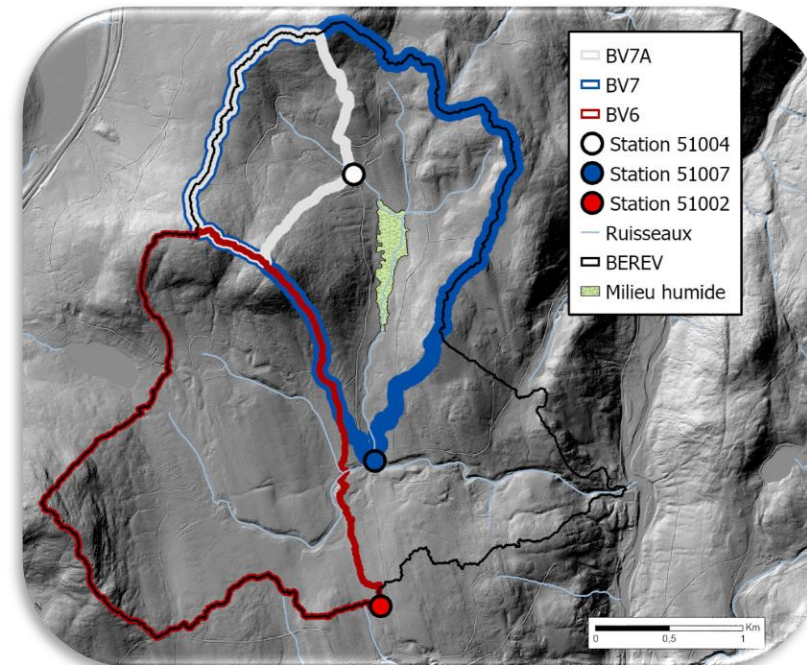 BV7A
BV7
BV6
Station 51004
Station 51007
Station 51002
Ruisseaux
BEREV
Milieu humide
Km
0 0,5 1